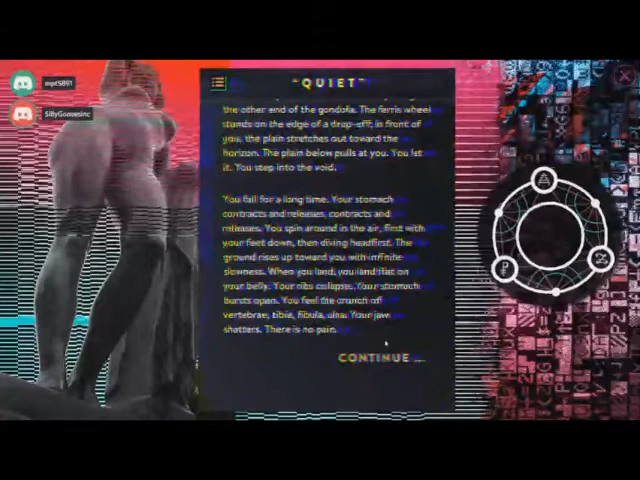 mpt5891
SillyGoosesinc
"QUIET"
the other end of the gondola. The ferris wheel
stands on the edge of a drop-off; in front of
you, the plain stretches out toward the
horizon. The plain below pulls at you. You let
it. You step into the void.
You fall for a long time. Your stomach
contracts and releases, contracts and
releases. You spin around in the air, first with
your feet down, then diving headfirst. The
ground rises up toward you with infinite
slowness. When you land, you land flat on
your belly. Your ribs collapse. Your stomach
bursts open. You feel the crunch of
vertebrae, tibia, fibula, ulna. Your jaw
shatters. There is no pain.
CONTINUE ...